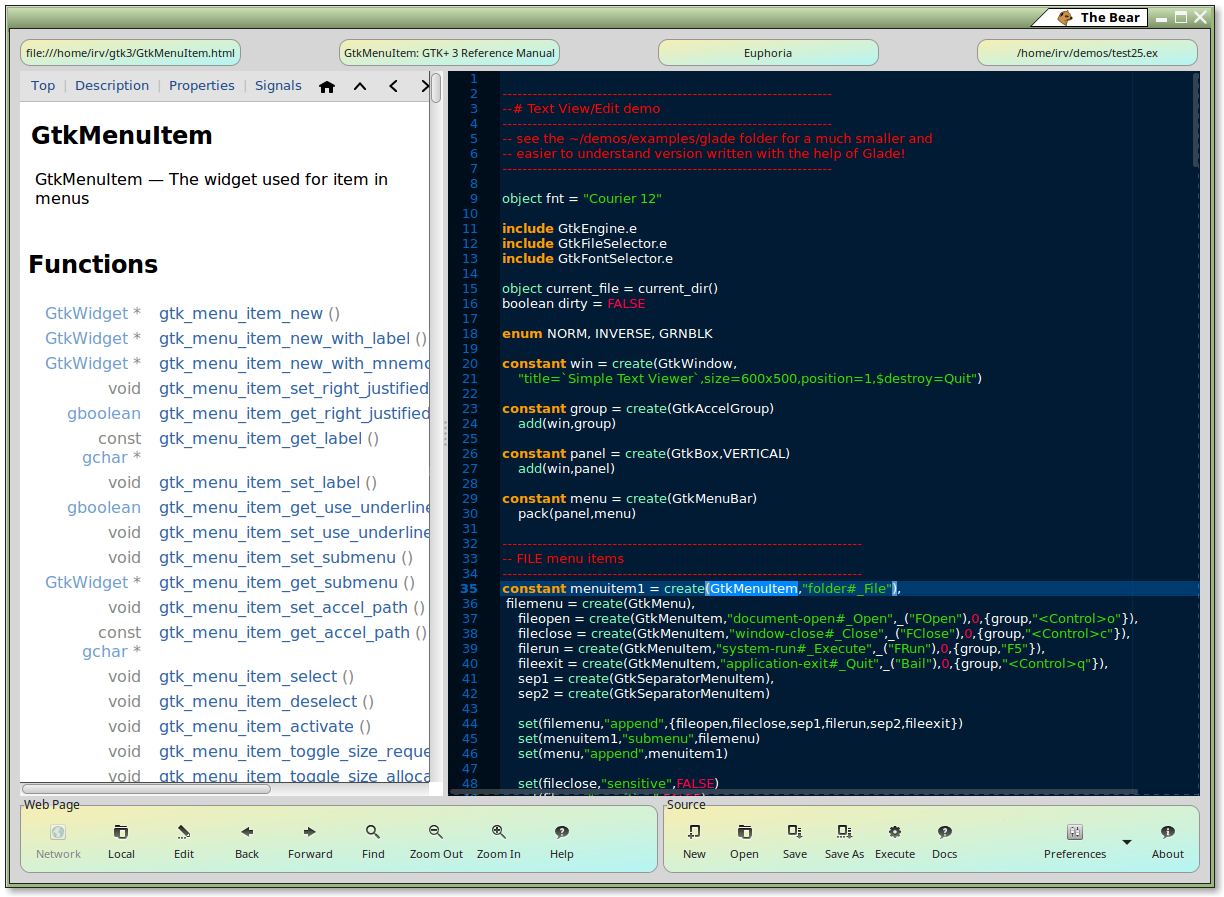 The Bear
file:///home/irv/gtk3/GtkMenuItem.html
GtkMenuItem: GTK+ 3 Reference Manual
Euphoria
/home/irv/demos/test25.ex
Top | Description | Properties | Signals
GtkMenuItem
GtkMenuItem — The widget used for item in
menus
Functions
GtkWidget * gtk_menu_item_new ()
GtkWidget * gtk_menu_item_new_with_label ()
GtkWidget * gtk_menu_item_new_with_mnemo
void gtk_menu_item_set_right_justified
gboolean gtk_menu_item_get_right_justified
const gtk_menu_item_get_label ()
gchar *
void gtk_menu_item_set_label ()
gboolean gtk_menu_item_get_use_underline
void gtk_menu_item_set_use_underline
void gtk_menu_item_set_submenu ()
GtkWidget * gtk_menu_item_get_submenu ()
void gtk_menu_item_set_accel_path ()
const gtk_menu_item_get_accel_path ()
gchar *
void gtk_menu_item_select ()
void gtk_menu_item_deselect ()
void gtk_menu_item_activate ()
void gtk_menu_item_toggle_size_reque
void gtk_menu_item_toggle_size_alloca
1
2 ------------------------------------------------------------------
3 --# Text View/Edit demo
4 ------------------------------------------------------------------
5 -- see the ~/demos/examples/glade folder for a much smaller and
6 -- easier to understand version written with the help of Glade!
7 ------------------------------------------------------------------
8
9 object fnt = "Courier 12"
10
11 include GtkEngine.e
12 include GtkFileSelector.e
13 include GtkFontSelector.e
14
15 object current_file = current_dir()
16 boolean dirty = FALSE
17
18 enum NORM, INVERSE, GRNBLK
19
20 constant win = create(GtkWindow,
21 "title=`Simple Text Viewer`,size=600x500,position=1,$destroy=Quit")
22
23 constant group = create(GtkAccelGroup)
24 add(win,group)
25
26 constant panel = create(GtkBox,VERTICAL)
27 add(win,panel)
28
29 constant menu = create(GtkMenuBar)
30 pack(panel,menu)
31
32 ------------------------------------------------------------------------
33 -- FILE menu items
34 ------------------------------------------------------------------------
35 constant menuitem1 = create(GtkMenuItem,"folder#_File"),
36 filemenu = create(GtkMenu),
37 fileopen = create(GtkMenuItem,"document-open#_Open",_("FOpen"),0,{group,"<Control>o"}),
38 fileclose = create(GtkMenuItem,"window-close#_Close",_("FClose"),0,{group,"<Control>c"}),
39 filerun = create(GtkMenuItem,"system-run#_Execute",_("FRun"),0,{group,"F5"}),
40 fileexit = create(GtkMenuItem,"application-exit#_Quit",_("Bail"),0,{group,"<Control>q"}),
41 sep1 = create(GtkSeparatorMenuItem),
42 sep2 = create(GtkSeparatorMenuItem)
43
44 set(filemenu,"append",{fileopen,fileclose,sep1,filerun,sep2,fileexit})
45 set(menuitem1,"submenu",filemenu)
46 set(menu,"append",menuitem1)
47
48 set(fileclose,"sensitive",FALSE)
Web Page
Network Local Edit Back Forward Find Zoom Out Zoom In Help
Source
New Open Save Save As Execute Docs Preferences About